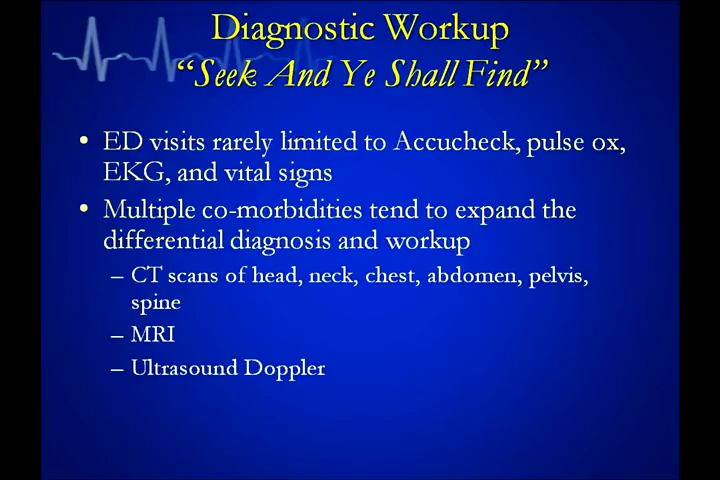 Diagnostic Workup
“Seek And Ye Shall Find”
• ED visits rarely limited to Accucheck, pulse ox,
EKG, and vital signs
• Multiple co-morbidities tend to expand the
differential diagnosis and workup
– CT scans of head, neck, chest, abdomen, pelvis,
spine
– MRI
– Ultrasound Doppler